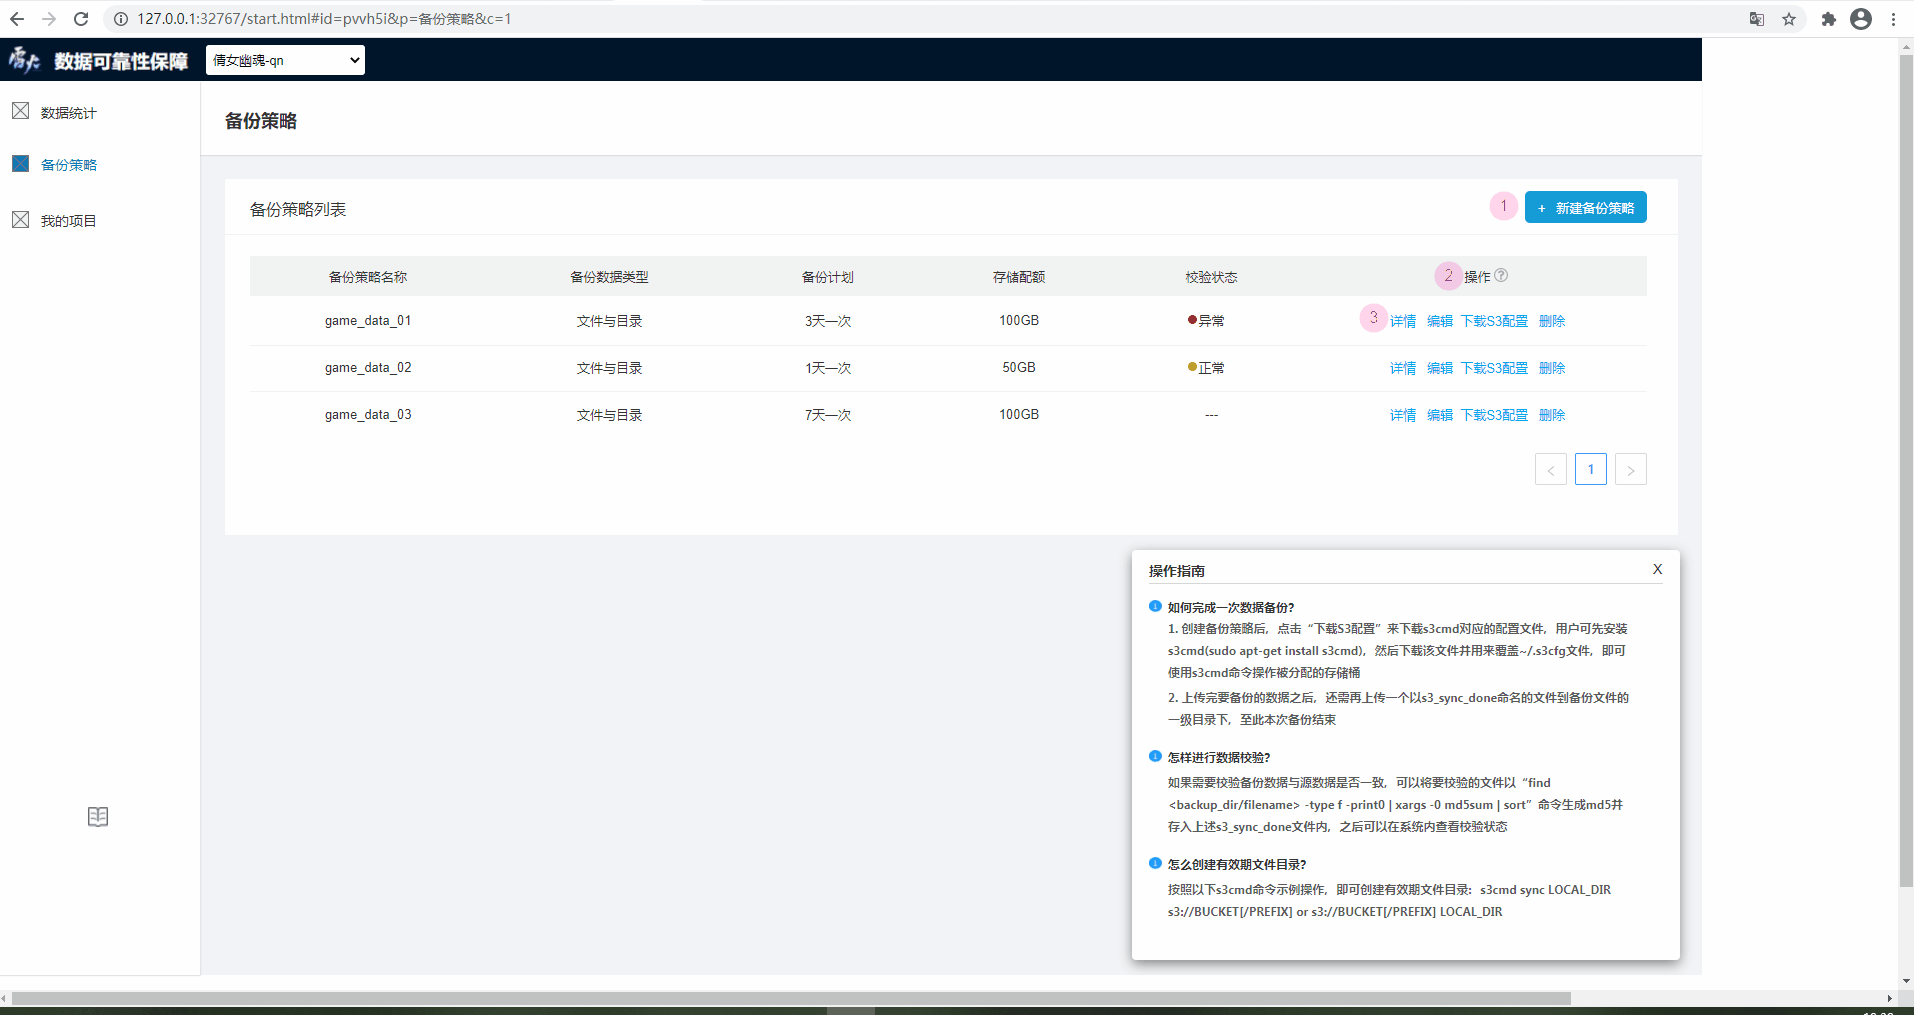 127.0.0.1:32767/start.html#id=pvvh5i&p=备份策略&c=1
雷火 数据可靠性保障
倩女幽魂-qn
数据统计
备份策略
我的项目
备份策略
备份策略列表
1
+ 新建备份策略
备份策略名称 备份数据类型 备份计划 存储配额 校验状态 2 操作 ?
game_data_01 文件与目录 3天一次 100GB 异常 3 详情 编辑 下载S3配置 删除
game_data_02 文件与目录 1天一次 50GB 正常 详情 编辑 下载S3配置 删除
game_data_03 文件与目录 7天一次 100GB --- 详情 编辑 下载S3配置 删除
< 1 >
操作指南 X
如何完成一次数据备份?
1. 创建备份策略后，点击“下载S3配置”来下载s3cmd对应的配置文件，用户可先安装
s3cmd(sudo apt-get install s3cmd)，然后下载该文件并用来覆盖~/.s3cfg文件，即可
使用s3cmd命令操作被分配的存储桶
2. 上传完要备份的数据之后，还需再上传一个以s3_sync_done命名的文件到备份文件的
一级目录下，至此本次备份结束
怎样进行数据校验?
如果需要校验备份数据与源数据是否一致，可以将要校验的文件以“find
<backup_dir/filename> -type f -print0 | xargs -0 md5sum | sort”命令生成md5并
存入上述s3_sync_done文件内，之后可以在系统内查看校验状态
怎么创建有效期文件目录?
按照以下s3cmd命令示例操作，即可创建有效期文件目录：s3cmd sync LOCAL_DIR
s3://BUCKET[/PREFIX] or s3://BUCKET[/PREFIX] LOCAL_DIR